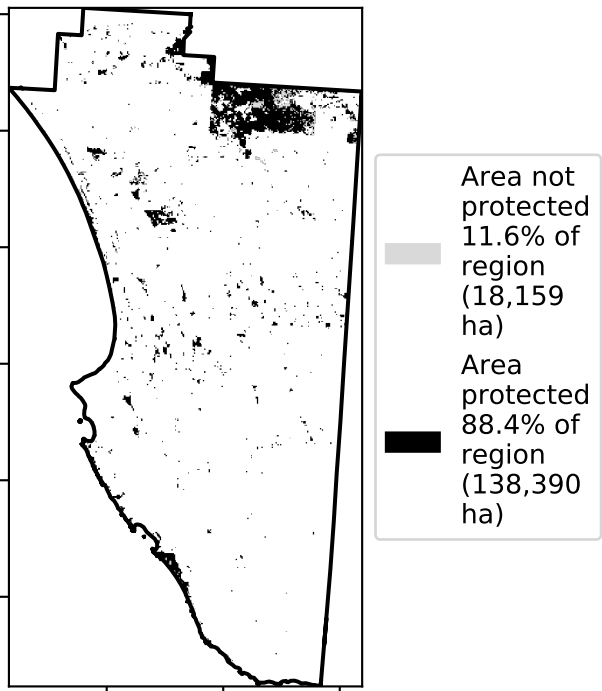 Area not
protected
11.6% of
region
(18,159
ha)
Area
protected
88.4% of
region
(138,390
ha)